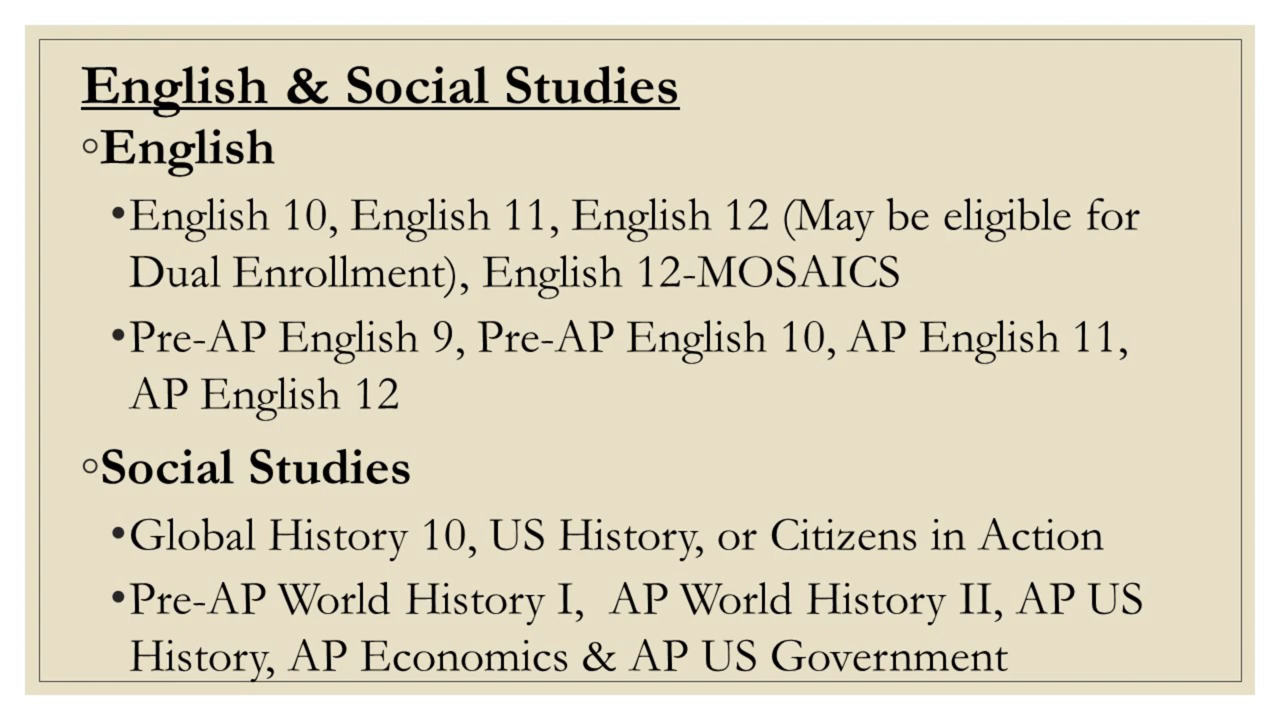 English & Social Studies
◦English
•English 10, English 11, English 12 (May be eligible for
Dual Enrollment), English 12-MOSAICS
•Pre-AP English 9, Pre-AP English 10, AP English 11,
AP English 12
◦Social Studies
•Global History 10, US History, or Citizens in Action
•Pre-AP World History I,  AP World History II, AP US
History, AP Economics & AP US Government